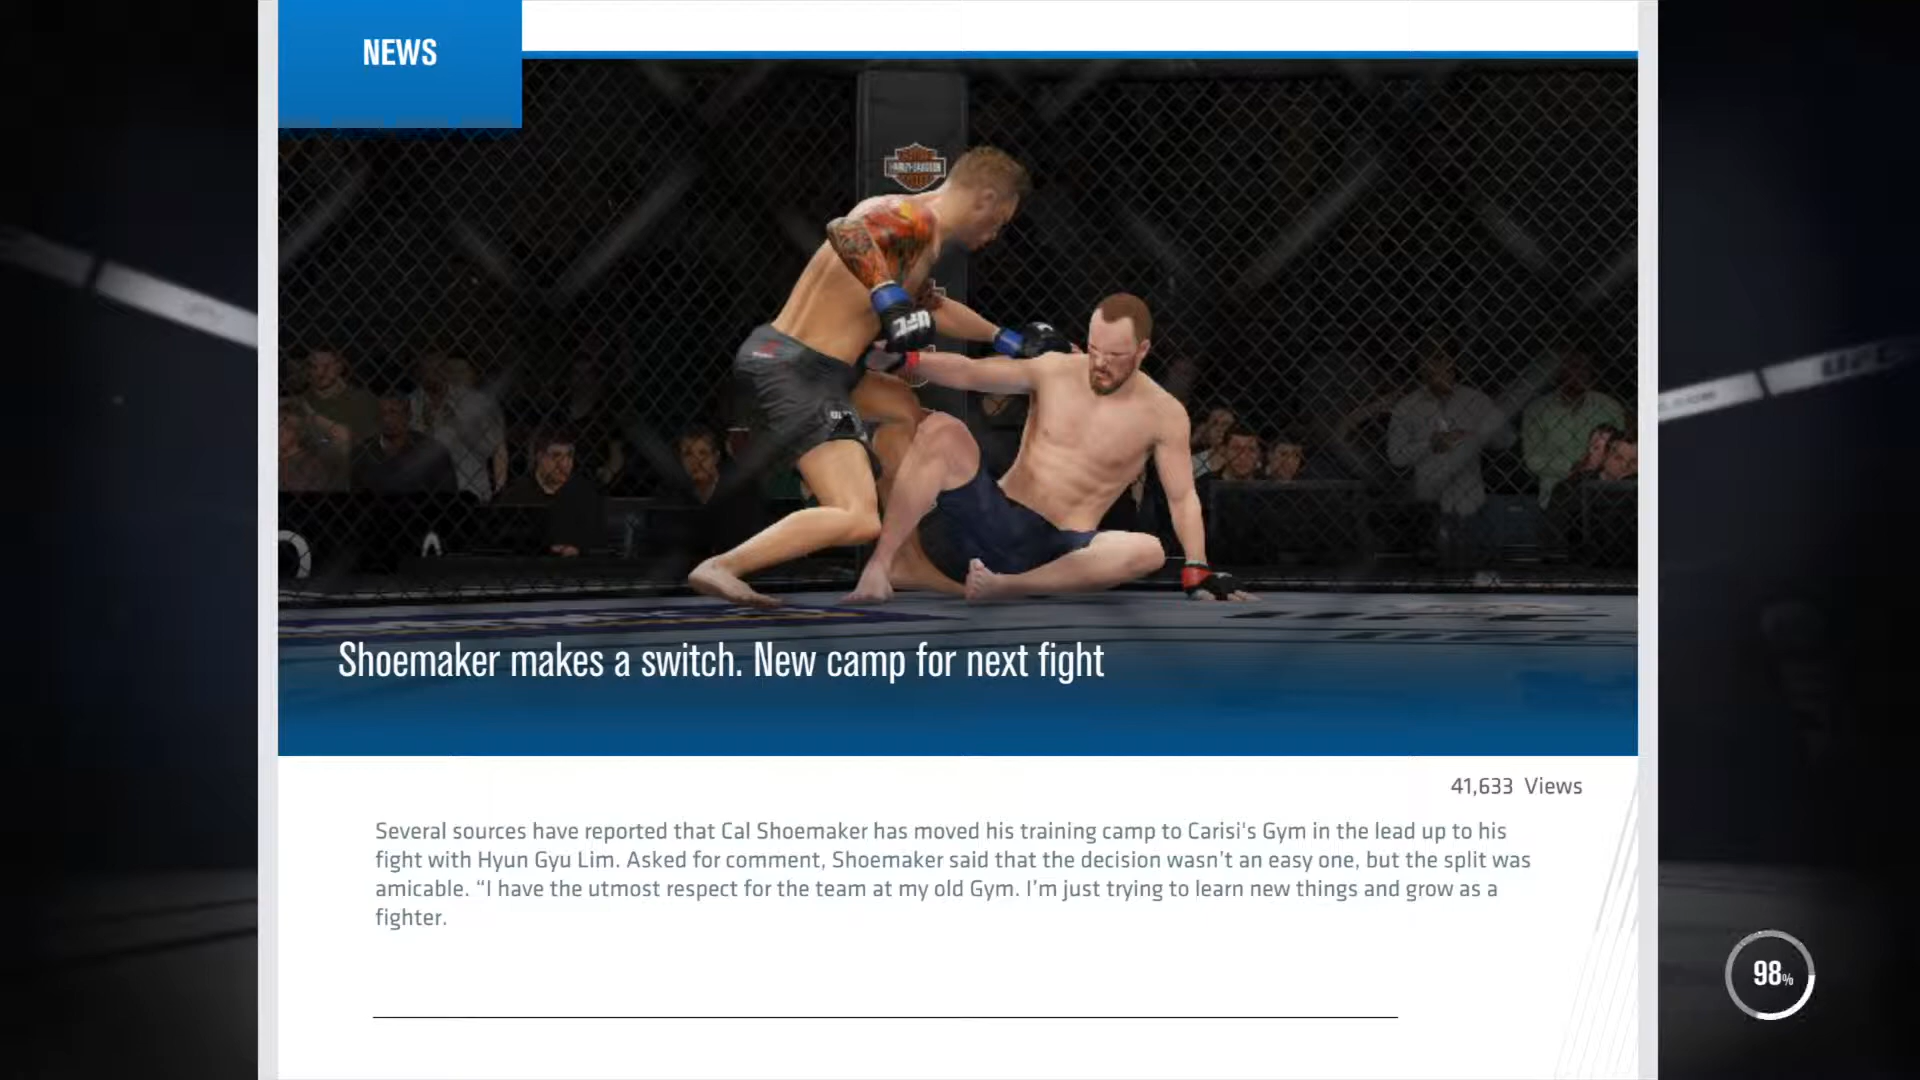 NEWS
HARLEY-DAVIDSON
UFC
Shoemaker makes a switch. New camp for next fight
41,633 Views
Several sources have reported that Cal Shoemaker has moved his training camp to Carisi's Gym in the lead up to his
fight with Hyun Gyu Lim. Asked for comment, Shoemaker said that the decision wasn't an easy one, but the split was
amicable. “I have the utmost respect for the team at my old Gym. I'm just trying to learn new things and grow as a
fighter.
UFC
98%